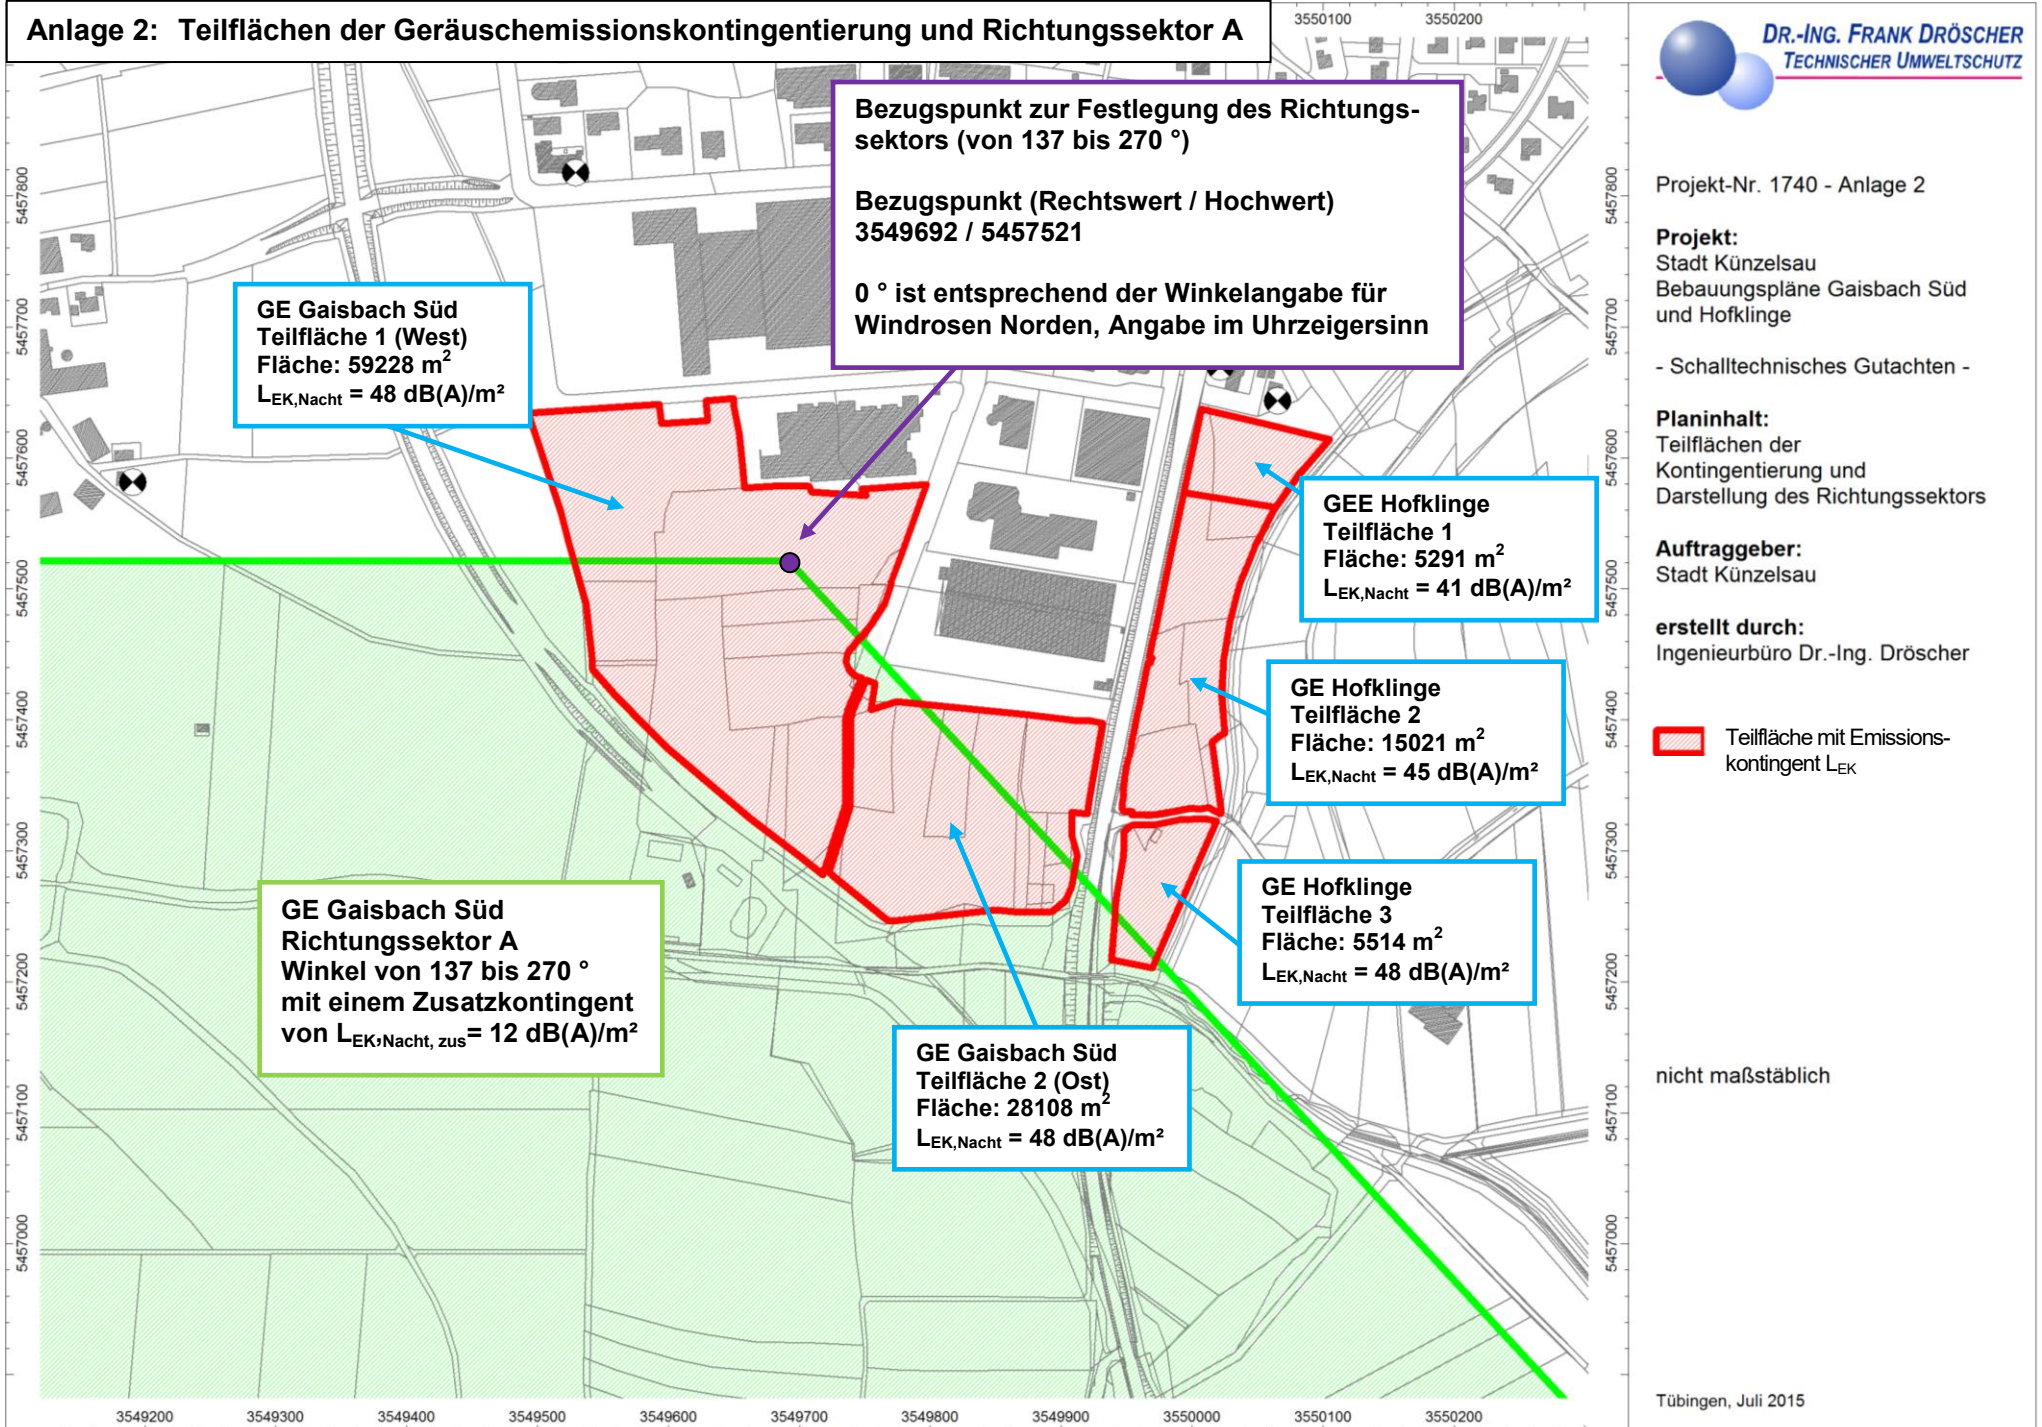 Anlage 2: Teilflächen der Geräuschemissionskontingentierung und Richtungssektor A
3550100
3550200
DR.-ING. FRANK DRÖSCHER
TECHNISCHER UMWELTSCHUTZ
Bezugspunkt zur Festlegung des Richtungs-
sektors (von 137 bis 270 °)
Bezugspunkt (Rechtswert / Hochwert)
3549692 / 5457521
0 ° ist entsprechend der Winkelangabe für
Windrosen Norden, Angabe im Uhrzeigersinn
GE Gaisbach Süd
Teilfläche 1 (West)
Fläche: 59228 m²
LEK,Nacht = 48 dB(A)/m²
GEE Hofklinge
Teilfläche 1
Fläche: 5291 m²
LEK,Nacht = 41 dB(A)/m²
GE Hofklinge
Teilfläche 2
Fläche: 15021 m²
LEK,Nacht = 45 dB(A)/m²
GE Hofklinge
Teilfläche 3
Fläche: 5514 m²
LEK,Nacht = 48 dB(A)/m²
GE Gaisbach Süd
Richtungssektor A
Winkel von 137 bis 270 °
mit einem Zusatzkontingent
von LEK,Nacht, zus= 12 dB(A)/m²
GE Gaisbach Süd
Teilfläche 2 (Ost)
Fläche: 28108 m²
LEK,Nacht = 48 dB(A)/m²
5457800
5457700
5457600
5457500
5457400
5457300
5457200
5457100
5457000
5457800
5457700
5457600
5457500
5457400
5457300
5457200
5457100
5457000
3549200
3549300
3549400
3549500
3549600
3549700
3549800
3549900
3550000
3550100
3550200
Projekt-Nr. 1740 - Anlage 2
Projekt:
Stadt Künzelsau
Bebauungspläne Gaisbach Süd
und Hofklinge
- Schalltechnisches Gutachten -
Planinhalt:
Teilflächen der
Kontingentierung und
Darstellung des Richtungssektors
Auftraggeber:
Stadt Künzelsau
erstellt durch:
Ingenieurbüro Dr.-Ing. Dröscher
Teilfläche mit Emissions-
kontingent LEK
nicht maßstäblich
Tübingen, Juli 2015